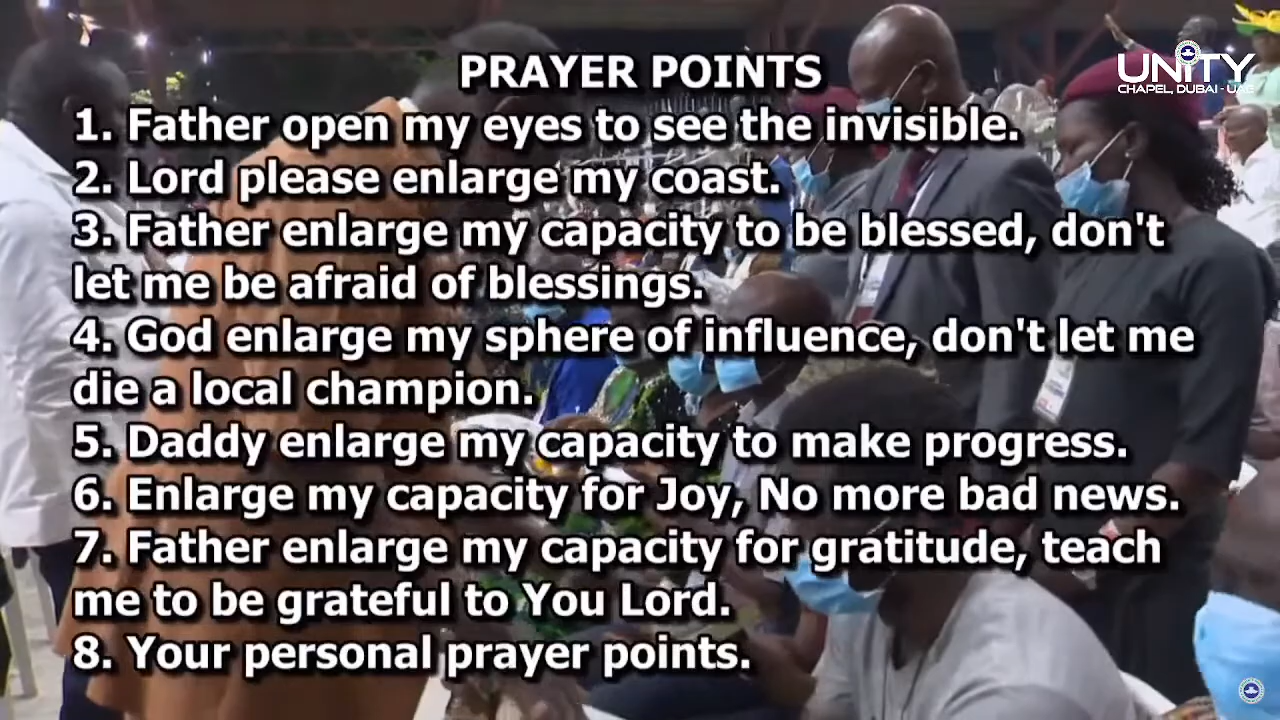 UNITY
CHAPEL, DUBAI - UAE
PRAYER POINTS
1. Father open my eyes to see the invisible.
2. Lord please enlarge my coast.
3. Father enlarge my capacity to be blessed, don't
let me be afraid of blessings.
4. God enlarge my sphere of influence, don't let me
die a local champion.
5. Daddy enlarge my capacity to make progress.
6. Enlarge my capacity for Joy, No more bad news.
7. Father enlarge my capacity for gratitude, teach
me to be grateful to You Lord.
8. Your personal prayer points.